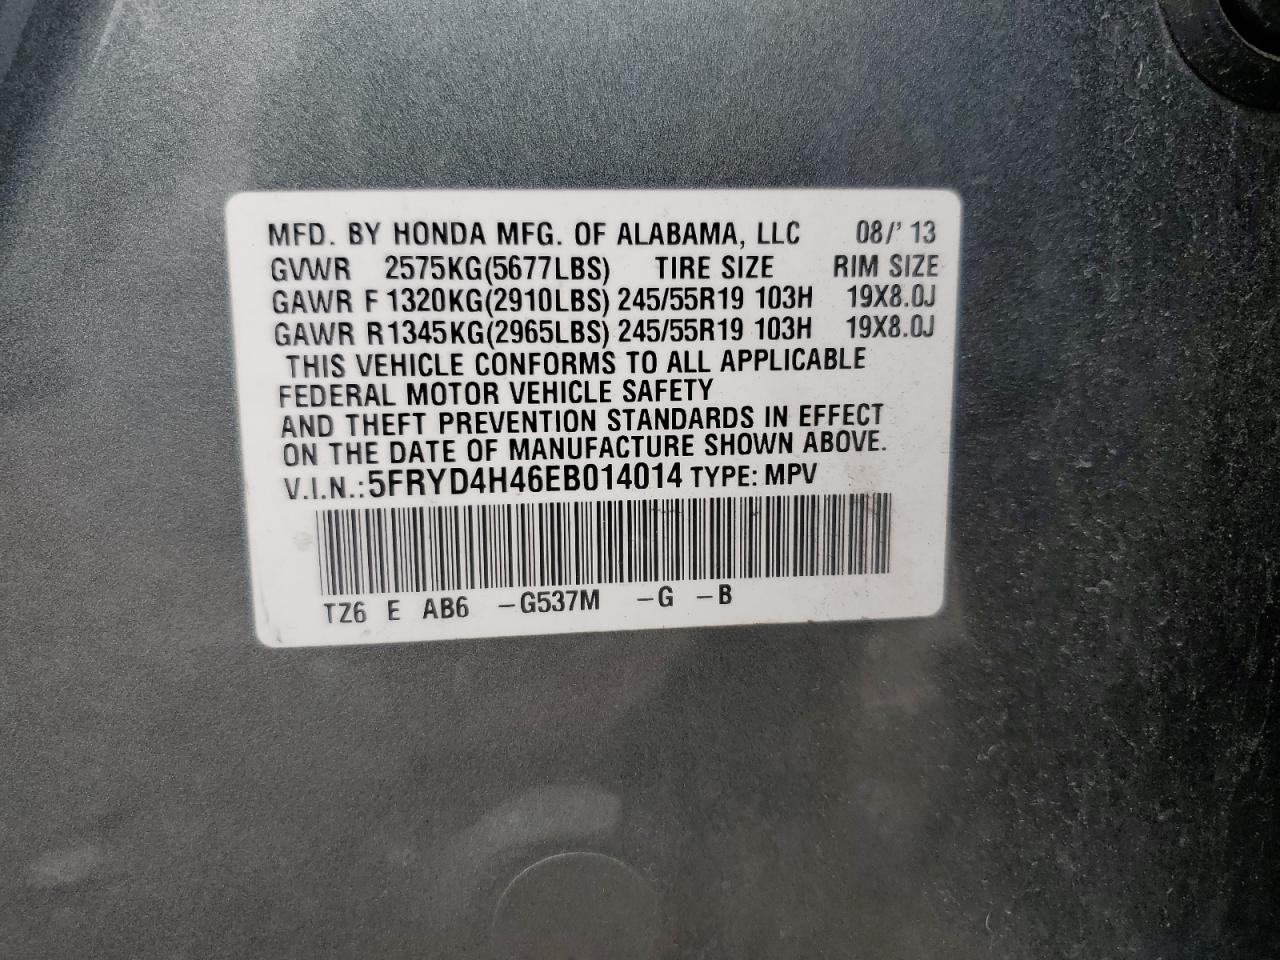 MFD. BY HONDA MFG. OF ALABAMA, LLC 08/' 13
GVWR 2575KG(5677LBS) TIRE SIZE RIM SIZE
GAWR F 1320KG(2910LBS) 245/55R19 103H 19X8.0J
GAWR R 1345KG(2965LBS) 245/55R19 103H 19X8.0J
THIS VEHICLE CONFORMS TO ALL APPLICABLE
FEDERAL MOTOR VEHICLE SAFETY
AND THEFT PREVENTION STANDARDS IN EFFECT
ON THE DATE OF MANUFACTURE SHOWN ABOVE.
V.I.N.: 5FRYD4H46EB014014 TYPE: MPV
TZ6 E AB6 -G537M -G -B